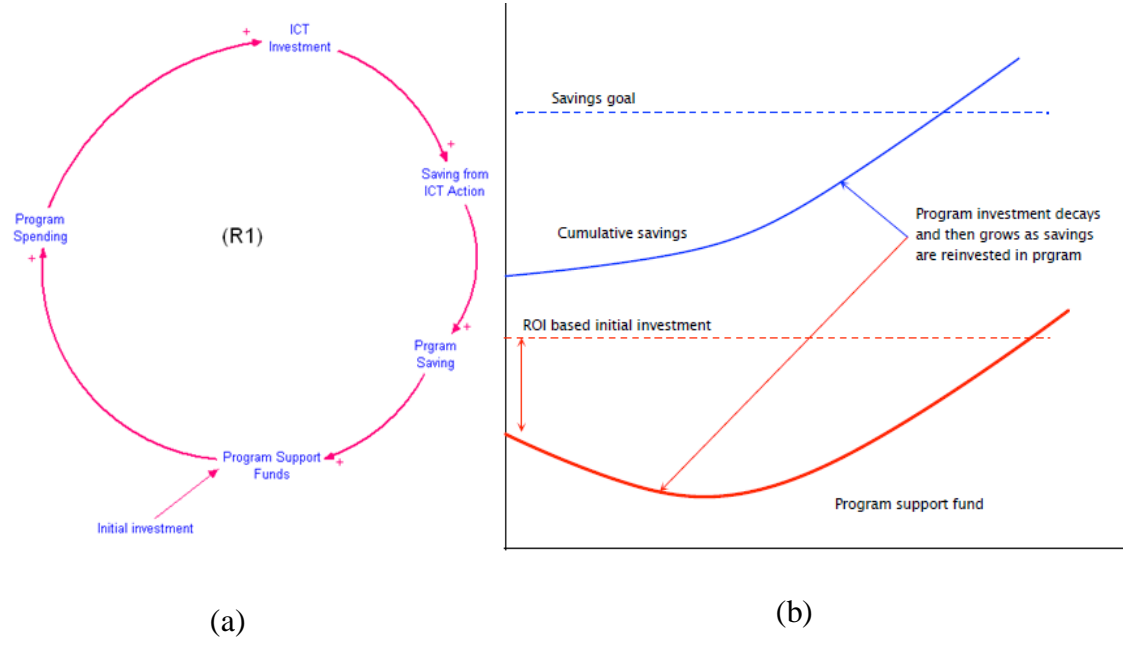 +
ICT
Investment
+
Saving from
ICT Action
+
Prgram
Saving
+
Program Support
Funds
Initial investment
+
Program
Spending
(R1)
(a)
Savings goal
Cumulative savings
Program investment decays
and then grows as savings
are reinvested in prgram
ROI based initial investment
Program support fund
(b)